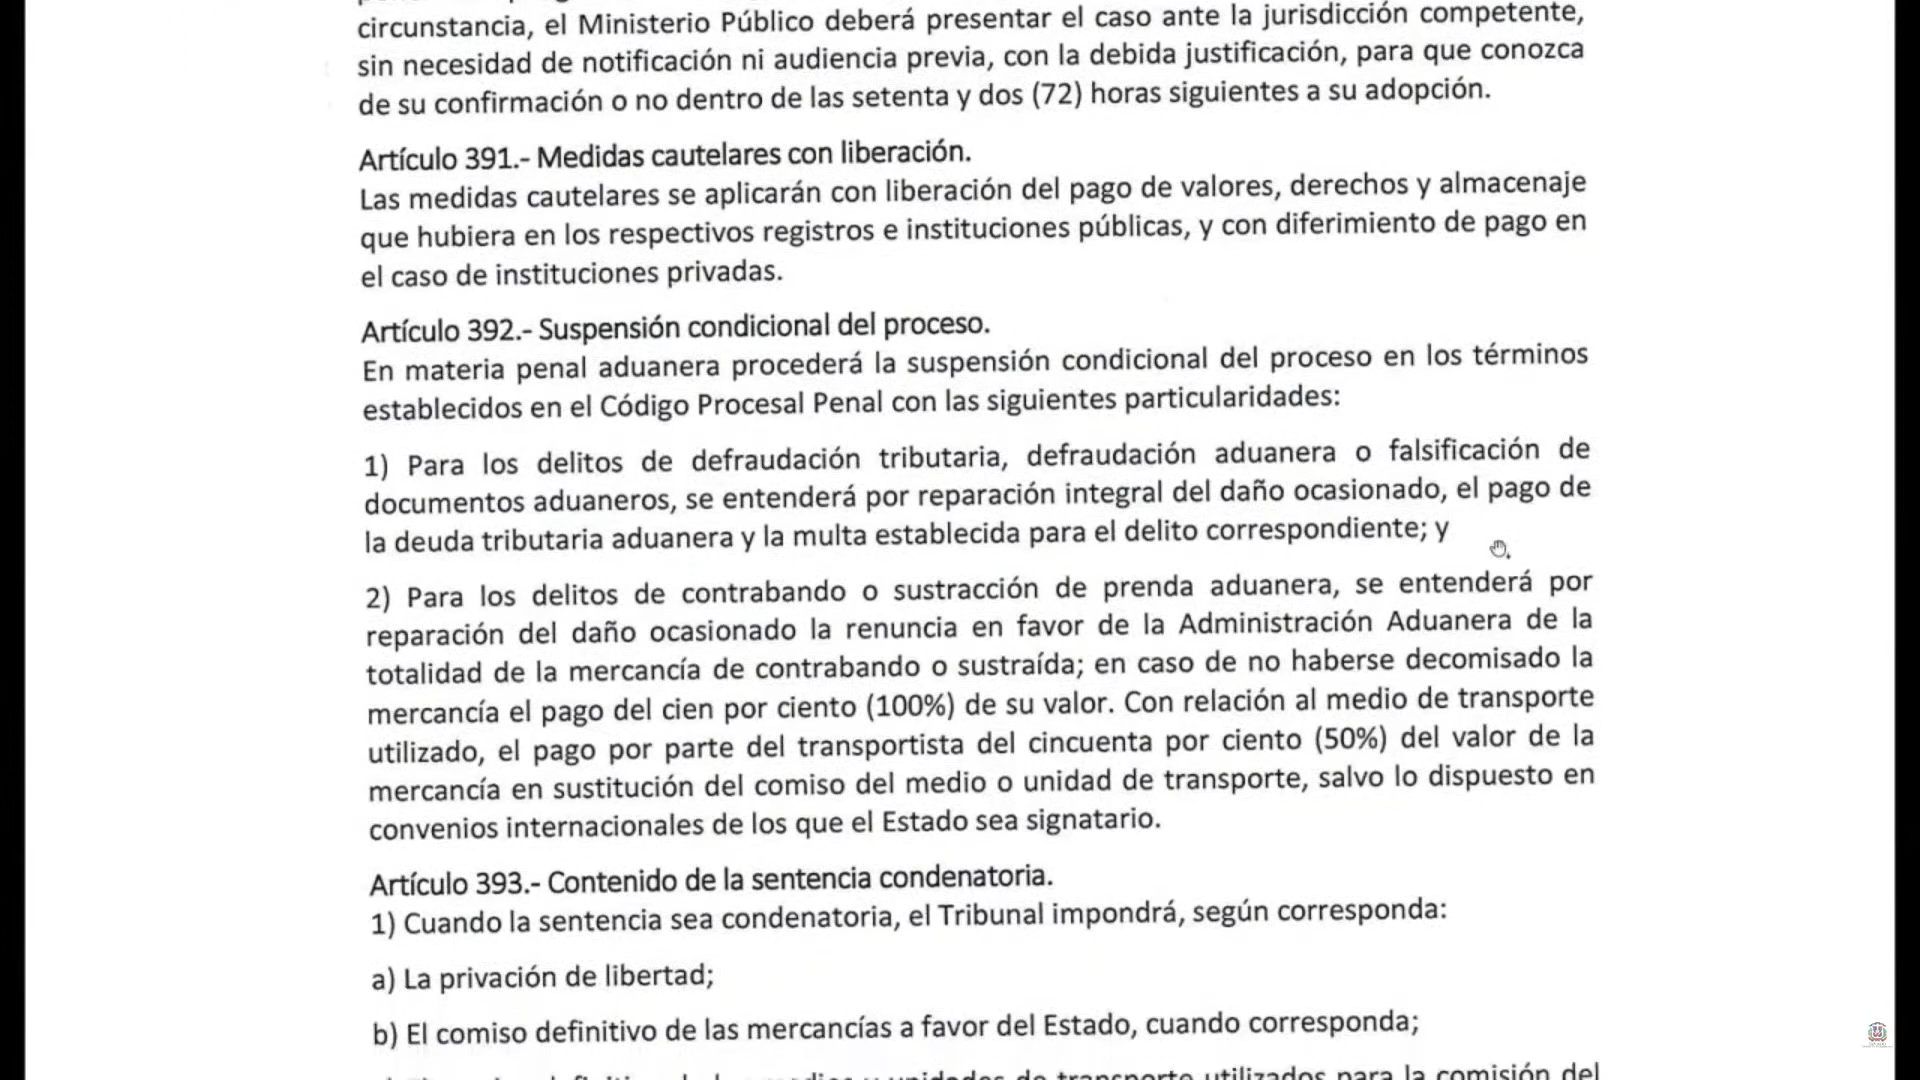 circunstancia, el Ministerio Público deberá presentar el caso ante la jurisdicción competente,
sin necesidad de notificación ni audiencia previa, con la debida justificación, para que conozca
de su confirmación o no dentro de las setenta y dos (72) horas siguientes a su adopción.
Artículo 391.- Medidas cautelares con liberación.
Las medidas cautelares se aplicarán con liberación del pago de valores, derechos y almacenaje
que hubiera en los respectivos registros e instituciones públicas, y con diferimiento de pago en
el caso de instituciones privadas.
Artículo 392.- Suspensión condicional del proceso.
En materia penal aduanera procederá la suspensión condicional del proceso en los términos
establecidos en el Código Procesal Penal con las siguientes particularidades:
1) Para los delitos de defraudación tributaria, defraudación aduanera o falsificación de
documentos aduaneros, se entenderá por reparación integral del daño ocasionado, el pago de
la deuda tributaria aduanera y la multa establecida para el delito correspondiente; y
2) Para los delitos de contrabando o sustracción de prenda aduanera, se entenderá por
reparación del daño ocasionado la renuncia en favor de la Administración Aduanera de la
totalidad de la mercancía de contrabando o sustraída; en caso de no haberse decomisado la
mercancía el pago del cien por ciento (100%) de su valor. Con relación al medio de transporte
utilizado, el pago por parte del transportista del cincuenta por ciento (50%) del valor de la
mercancía en sustitución del comiso del medio o unidad de transporte, salvo lo dispuesto en
convenios internacionales de los que el Estado sea signatario.
Artículo 393.- Contenido de la sentencia condenatoria.
1) Cuando la sentencia sea condenatoria, el Tribunal impondrá, según corresponda:
a) La privación de libertad;
b) El comiso definitivo de las mercancías a favor del Estado, cuando corresponda;
de transporte utilizados para la comisión del